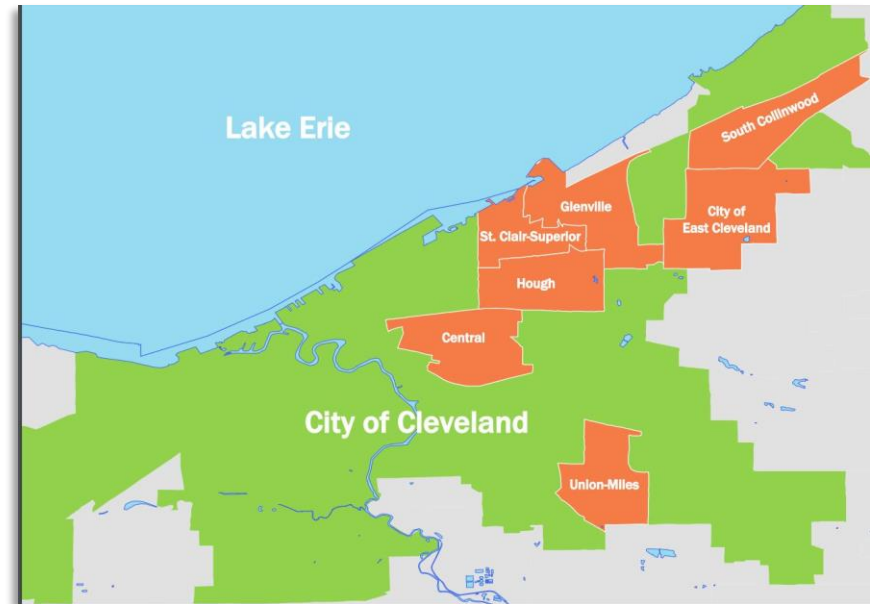 Lake Erie
South Collinwood
Glenville
City of
East Cleveland
St. Clair-Superior
Hough
Central
City of Cleveland
Union-Miles